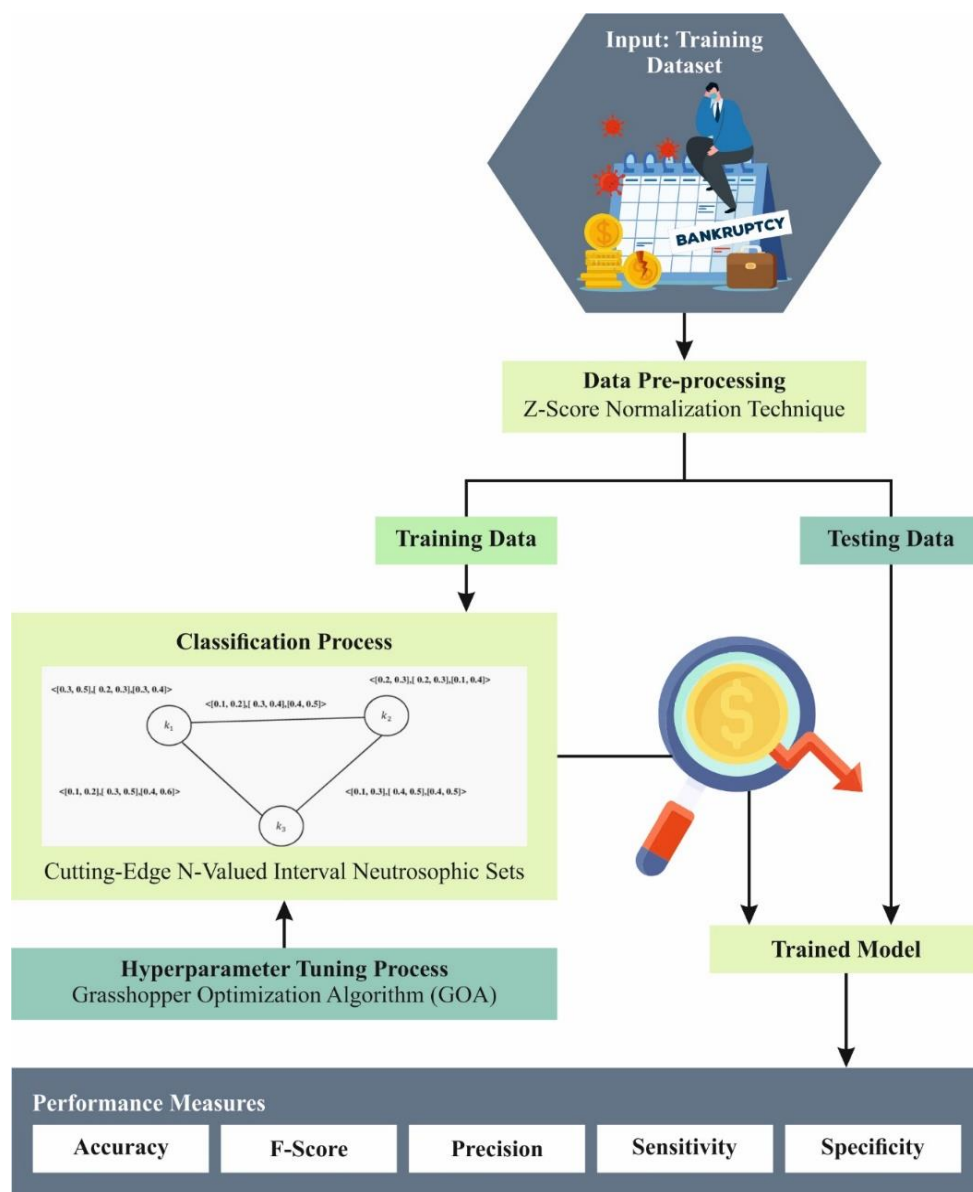 Input: Training
Dataset
BANKRUPTCY
Data Pre-processing
Z-Score Normalization Technique
Training Data
Testing Data
Classification Process
<[0.3, 0.5],[ 0.2, 0.3],[0.3, 0.4]>
<[0.2, 0.3],[ 0.2, 0.3],[0.1, 0.4]>
<[0.1, 0.2],[ 0.3, 0.4],[0.4, 0.5]>
k₁
k₂
<[0.1, 0.2],[ 0.3, 0.5],[0.4, 0.6]>
<[0.1, 0.3],[ 0.4, 0.5],[0.4, 0.5]>
k₃
Cutting-Edge N-Valued Interval Neutrosophic Sets
Hyperparameter Tuning Process
Grasshopper Optimization Algorithm (GOA)
Trained Model
Performance Measures
Accuracy
F-Score
Precision
Sensitivity
Specificity